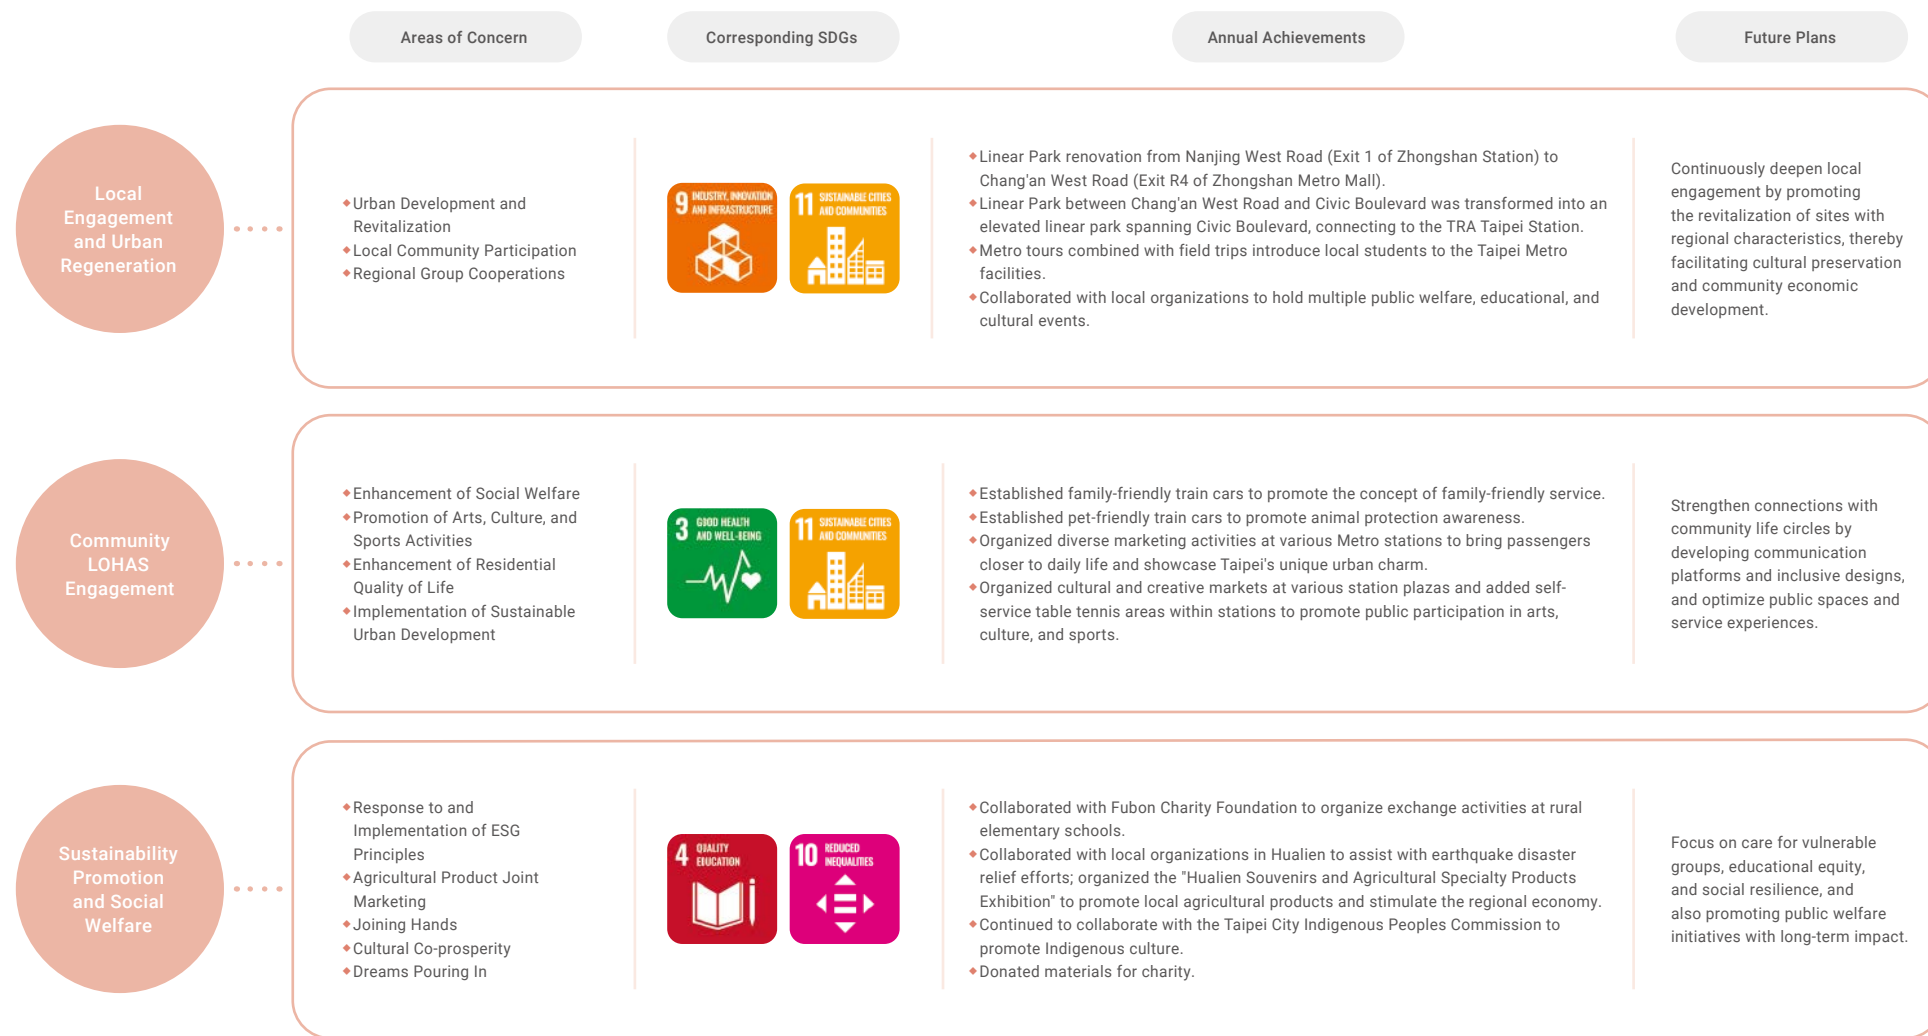 Areas of Concern
Corresponding SDGs
Annual Achievements
Future Plans
Local
Engagement
and Urban
Regeneration
◆Urban Development and
Revitalization
◆Local Community Participation
◆Regional Group Cooperations
9 INDUSTRY, INNOVATION
AND INFRASTRUCTURE
11 SUSTAINABLE CITIES
AND COMMUNITIES
◆Linear Park renovation from Nanjing West Road (Exit 1 of Zhongshan Station) to
Chang'an West Road (Exit R4 of Zhongshan Metro Mall).
◆Linear Park between Chang'an West Road and Civic Boulevard was transformed into an
elevated linear park spanning Civic Boulevard, connecting to the TRA Taipei Station.
◆Metro tours combined with field trips introduce local students to the Taipei Metro
facilities.
◆Collaborated with local organizations to hold multiple public welfare, educational, and
cultural events.
Continuously deepen local
engagement by promoting
the revitalization of sites with
regional characteristics, thereby
facilitating cultural preservation
and community economic
development.
Community
LOHAS
Engagement
◆Enhancement of Social Welfare
◆Promotion of Arts, Culture, and
Sports Activities
◆Enhancement of Residential
Quality of Life
◆Implementation of Sustainable
Urban Development
3 GOOD HEALTH
AND WELL-BEING
11 SUSTAINABLE CITIES
AND COMMUNITIES
◆Established family-friendly train cars to promote the concept of family-friendly service.
◆Established pet-friendly train cars to promote animal protection awareness.
◆Organized diverse marketing activities at various Metro stations to bring passengers
closer to daily life and showcase Taipei's unique urban charm.
◆Organized cultural and creative markets at various station plazas and added self-
service table tennis areas within stations to promote public participation in arts,
culture, and sports.
Strengthen connections with
community life circles by
developing communication
platforms and inclusive designs,
and optimize public spaces and
service experiences.
Sustainability
Promotion
and Social
Welfare
◆Response to and
Implementation of ESG
Principles
◆Agricultural Product Joint
Marketing
◆Joining Hands
◆Cultural Co-prosperity
◆Dreams Pouring In
4 QUALITY
EDUCATION
10 REDUCED
INEQUALITIES
◆Collaborated with Fubon Charity Foundation to organize exchange activities at rural
elementary schools.
◆Collaborated with local organizations in Hualien to assist with earthquake disaster
relief efforts; organized the "Hualien Souvenirs and Agricultural Specialty Products
Exhibition" to promote local agricultural products and stimulate the regional economy.
◆Continued to collaborate with the Taipei City Indigenous Peoples Commission to
promote Indigenous culture.
◆Donated materials for charity.
Focus on care for vulnerable
groups, educational equity,
and social resilience, and
also promoting public welfare
initiatives with long-term impact.